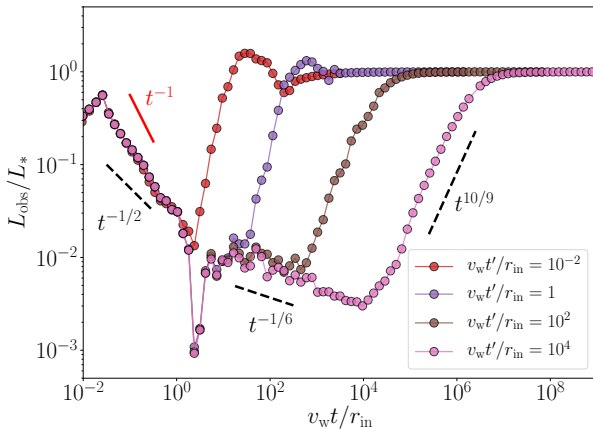 10^1
10^0
10^{-1}
10^{-2}
10^{-3}
L_obs/L_*
t^{-1}
t^{-1/2}
t^{-1/6}
t^{10/9}
v_w t′/r_in = 10^{-2}
v_w t′/r_in = 1
v_w t′/r_in = 10^2
v_w t′/r_in = 10^4
10^{-2} 10^0 10^2 10^4 10^6 10^8
v_w t/r_in